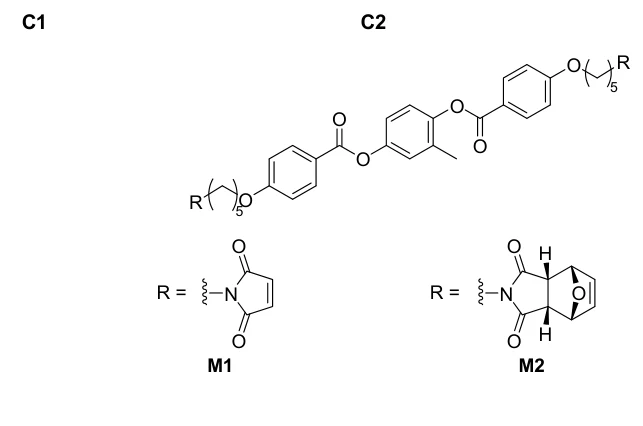 C1 C2
O ( )5 R
O
O
O
O
R ( )5 O
R = N O O
M1
R = N O O H H O
M2